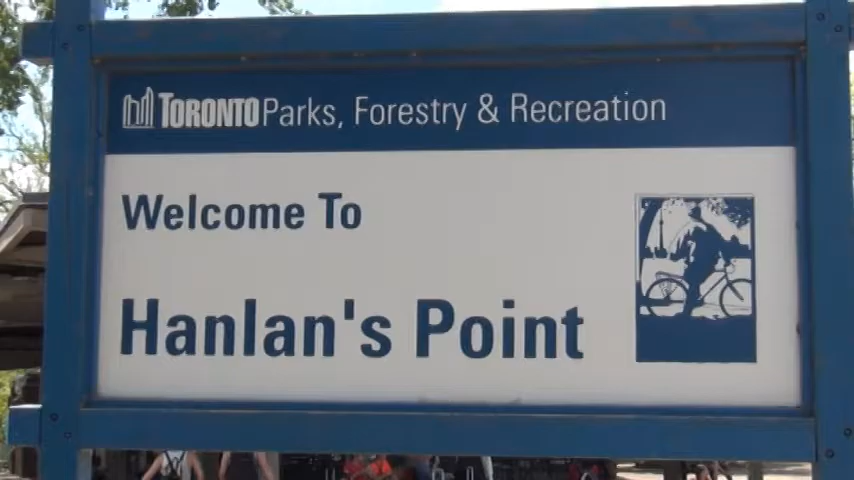 TORONTO Parks, Forestry & Recreation
Welcome To
Hanlan's Point